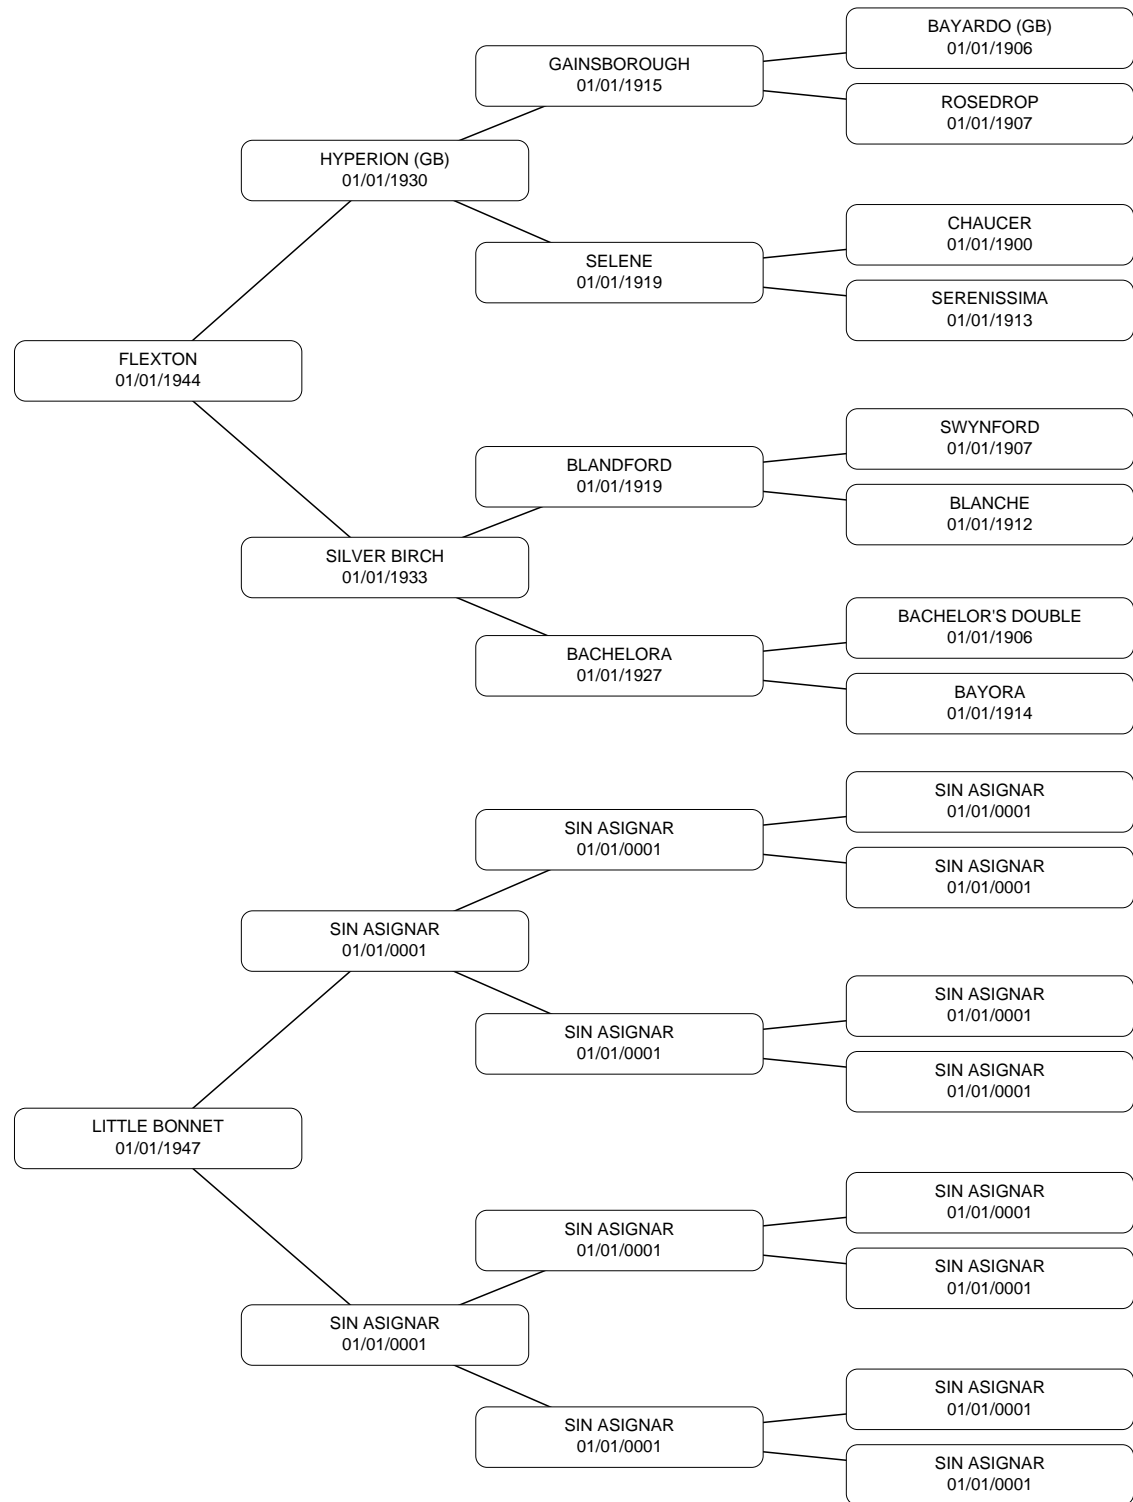 BAYARDO (GB)
01/01/1906
GAINSBOROUGH
01/01/1915
ROSEDROP
01/01/1907
HYPERION (GB)
01/01/1930
CHAUCER
01/01/1900
SELENE
01/01/1919
SERENISSIMA
01/01/1913
FLEXTON
01/01/1944
SWYNFORD
01/01/1907
BLANDFORD
01/01/1919
BLANCHE
01/01/1912
SILVER BIRCH
01/01/1933
BACHELOR'S DOUBLE
01/01/1906
BACHELORA
01/01/1927
BAYORA
01/01/1914
SIN ASIGNAR
01/01/0001
SIN ASIGNAR
01/01/0001
SIN ASIGNAR
01/01/0001
SIN ASIGNAR
01/01/0001
SIN ASIGNAR
01/01/0001
SIN ASIGNAR
01/01/0001
SIN ASIGNAR
01/01/0001
LITTLE BONNET
01/01/1947
SIN ASIGNAR
01/01/0001
SIN ASIGNAR
01/01/0001
SIN ASIGNAR
01/01/0001
SIN ASIGNAR
01/01/0001
SIN ASIGNAR
01/01/0001
SIN ASIGNAR
01/01/0001
SIN ASIGNAR
01/01/0001